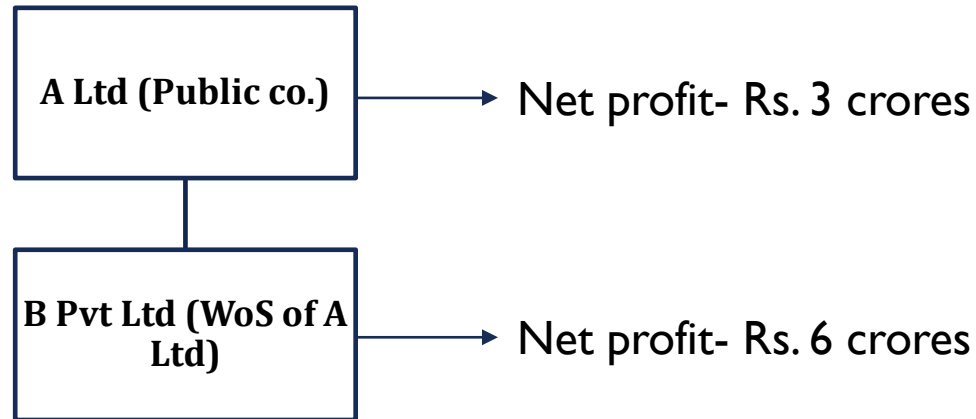 A Ltd (Public co.)
Net profit- Rs. 3 crores
B Pvt Ltd (WoS of A
Ltd)
Net profit- Rs. 6 crores